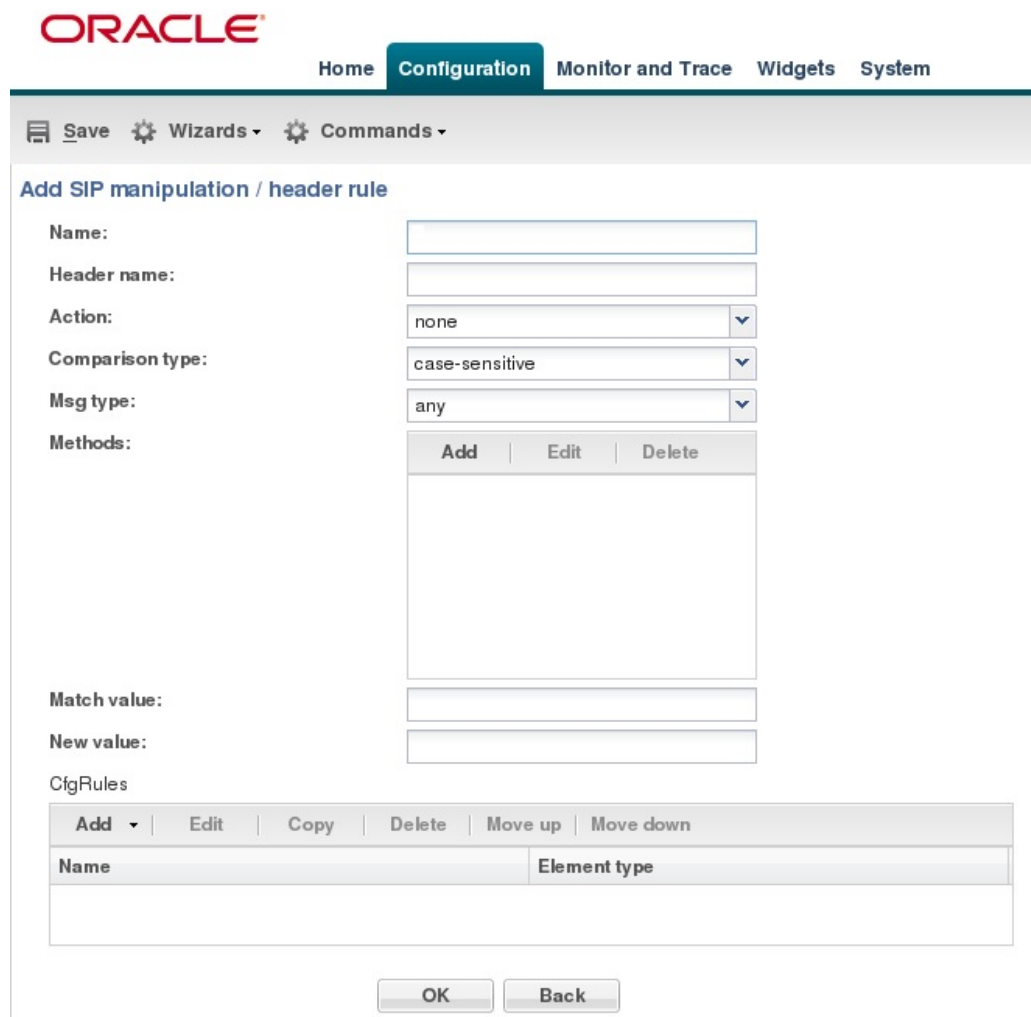 ORACLE
Home Configuration Monitor and Trace Widgets System
Save Wizards Commands
Add SIP manipulation / header rule
Name:
Header name:
Action: none
Comparison type: case-sensitive
Msg type: any
Methods: Add Edit Delete
Match value:
New value:
CfgRules
Add Edit Copy Delete Move up Move down
Name Element type
OK Back